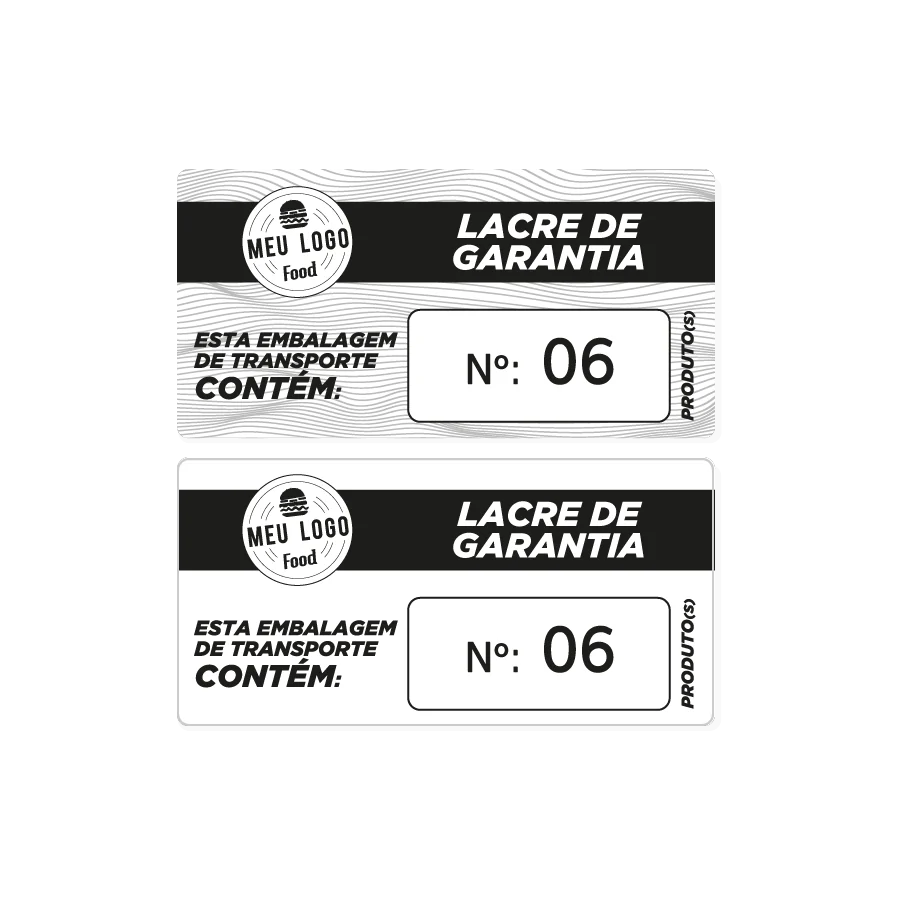 MEU LOGO
Food
LACRE DE
GARANTIA
ESTA EMBALAGEM
DE TRANSPORTE
CONTÉM:
Nº: 06
PRODUTO(S)
MEU LOGO
Food
LACRE DE
GARANTIA
ESTA EMBALAGEM
DE TRANSPORTE
CONTÉM:
Nº: 06
PRODUTO(S)